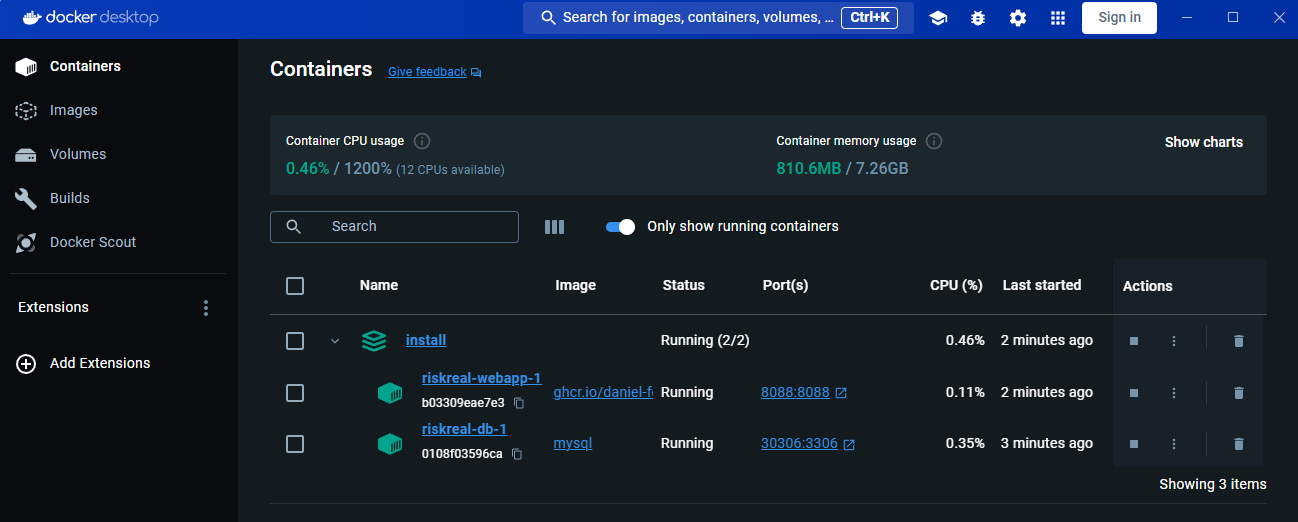 docker desktop
Search for images, containers, volumes, ... Ctrl+K
Sign in
Containers
Images
Volumes
Builds
Docker Scout
Extensions
Add Extensions
Containers Give feedback
Container CPU usage
0.46% / 1200% (12 CPUs available)
Container memory usage
810.6MB / 7.26GB
Show charts
Search
Only show running containers
Name Image Status Port(s) CPU (%) Last started Actions
install Running (2/2) 0.46% 2 minutes ago
riskreal-webapp-1
b03309eae7e3
ghcr.io/daniel-f Running 8088:8088 0.11% 2 minutes ago
riskreal-db-1
0108f03596ca
mysql Running 30306:3306 0.35% 3 minutes ago
Showing 3 items